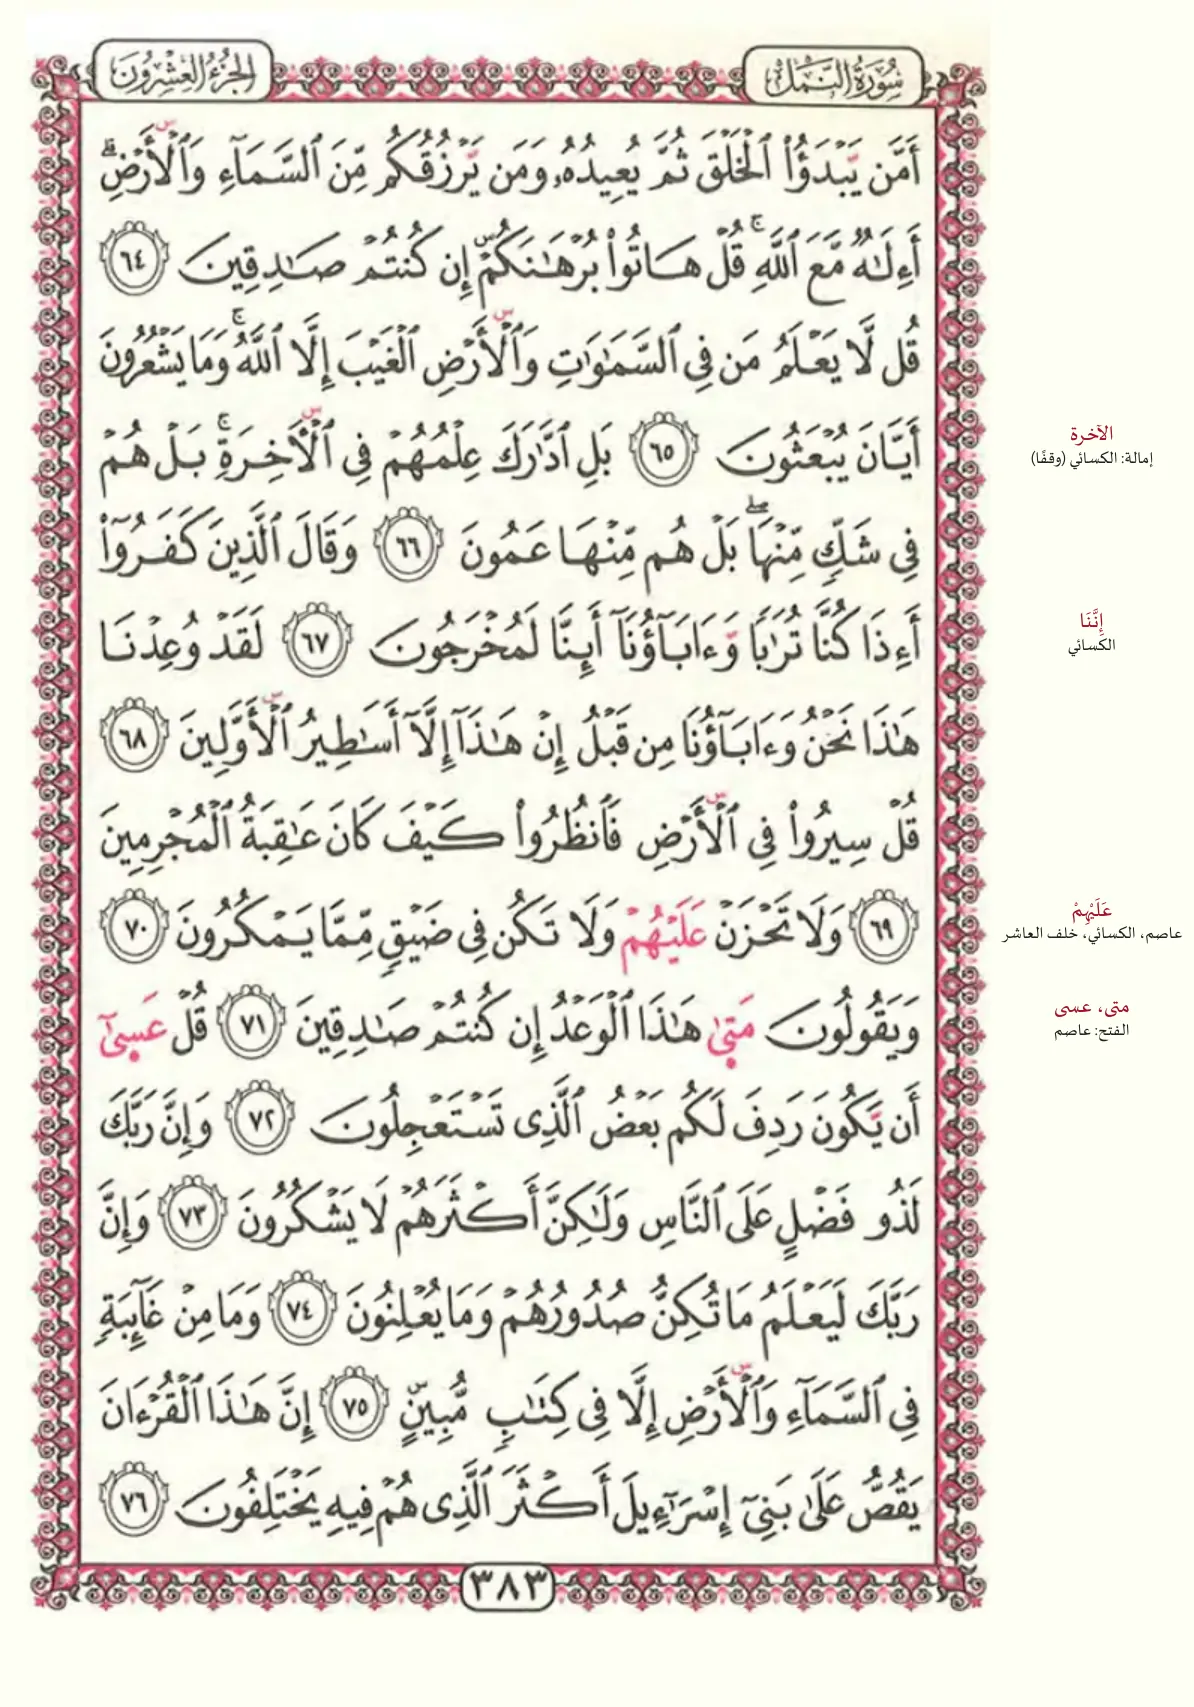 سُورَةُ النَّمْلِ
الجُزْءُ العِشْرُونَ
أَمَّن يَبْدَؤُا۟ ٱلْخَلْقَ ثُمَّ يُعِيدُهُۥ وَمَن يَرْزُقُكُم مِّنَ ٱلسَّمَآءِ وَٱلْأَرْضِ ۗ
أَءِلَٰهٌ مَّعَ ٱللَّهِ ۚ قُلْ هَاتُوا۟ بُرْهَٰنَكُمْ إِن كُنتُمْ صَٰدِقِينَ ٦٤
قُل لَّا يَعْلَمُ مَن فِى ٱلسَّمَٰوَٰتِ وَٱلْأَرْضِ ٱلْغَيْبَ إِلَّا ٱللَّهُ ۚ وَمَا يَشْعُرُونَ
أَيَّانَ يُبْعَثُونَ ٦٥ بَلِ ٱدَّٰرَكَ عِلْمُهُمْ فِى ٱلْأَخِرَةِ ۚ بَلْ هُمْ
فِى شَكٍّ مِّنْهَا ۖ بَلْ هُم مِّنْهَا عَمُونَ ٦٦ وَقَالَ ٱلَّذِينَ كَفَرُوٓا۟
أَءِذَا كُنَّا تُرَٰبًا وَءَابَآؤُنَآ أَئِنَّا لَمُخْرَجُونَ ٦٧ لَقَدْ وُعِدْنَا
هَٰذَا نَحْنُ وَءَابَآؤُنَا مِن قَبْلُ إِنْ هَٰذَآ إِلَّآ أَسَٰطِيرُ ٱلْأَوَّلِينَ ٦٨
قُلْ سِيرُوا۟ فِى ٱلْأَرْضِ فَٱنظُرُوا۟ كَيْفَ كَانَ عَٰقِبَةُ ٱلْمُجْرِمِينَ
٦٩ وَلَا تَحْزَنْ عَلَيْهُمْ وَلَا تَكُن فِى ضَيْقٍ مِّمَّا يَمْكُرُونَ ٧٠
وَيَقُولُونَ مَتَىٰ هَٰذَا ٱلْوَعْدُ إِن كُنتُمْ صَٰدِقِينَ ٧١ قُلْ عَسَىٰٓ
أَن يَكُونَ رَدِفَ لَكُم بَعْضُ ٱلَّذِى تَسْتَعْجِلُونَ ٧٢ وَإِنَّ رَبَّكَ
لَذُو فَضْلٍ عَلَى ٱلنَّاسِ وَلَٰكِنَّ أَكْثَرَهُمْ لَا يَشْكُرُونَ ٧٣ وَإِنَّ
رَبَّكَ لَيَعْلَمُ مَا تُكِنُّ صُدُورُهُمْ وَمَا يُعْلِنُونَ ٧٤ وَمَا مِنْ غَآئِبَةٍ
فِى ٱلسَّمَآءِ وَٱلْأَرْضِ إِلَّا فِى كِتَٰبٍ مُّبِينٍ ٧٥ إِنَّ هَٰذَا ٱلْقُرْءَانَ
يَقُصُّ عَلَىٰ بَنِىٓ إِسْرَٰٓءِيلَ أَكْثَرَ ٱلَّذِى هُمْ فِيهِ يَخْتَلِفُونَ ٧٦
٣٨٣
الآخرة
إمالة: الكسائي (وقفًا)
إِنَّنَا
الكسائي
عَلَيْهِمْ
عاصم، الكسائي، خلف العاشر
متى، عسى
الفتح: عاصم